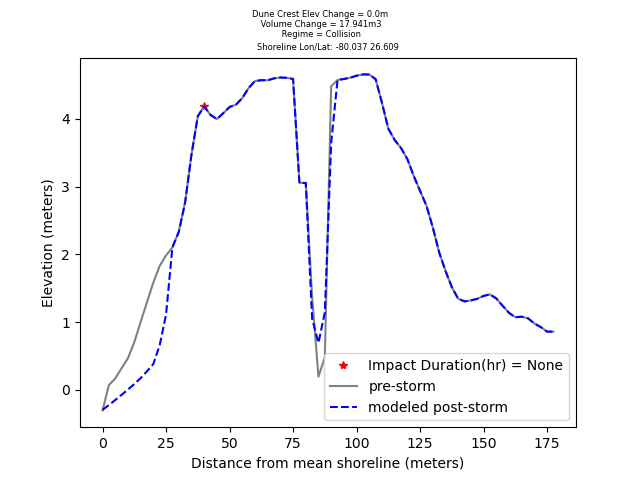 Dune Crest Elev Change = 0.0m
Volume Change = 17.941m3
Regime = Collision
Shoreline Lon/Lat: -80.037 26.609
4
3
2
1
0
Elevation (meters)
Impact Duration(hr) = None
pre-storm
modeled post-storm
0 25 50 75 100 125 150 175
Distance from mean shoreline (meters)